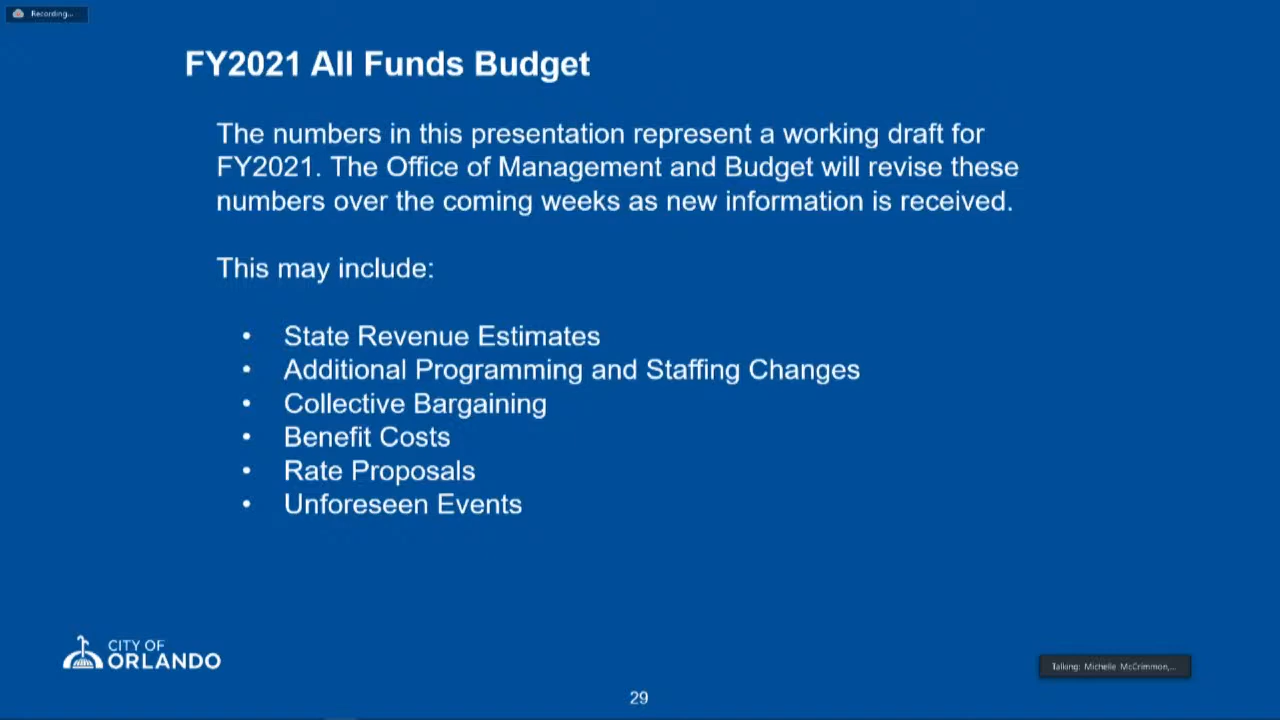 Recording...
FY2021 All Funds Budget
The numbers in this presentation represent a working draft for
FY2021. The Office of Management and Budget will revise these
numbers over the coming weeks as new information is received.
This may include:
• State Revenue Estimates
• Additional Programming and Staffing Changes
• Collective Bargaining
• Benefit Costs
• Rate Proposals
• Unforeseen Events
CITY OF
ORLANDO
Talking: Michelle McCrimmon,...
29